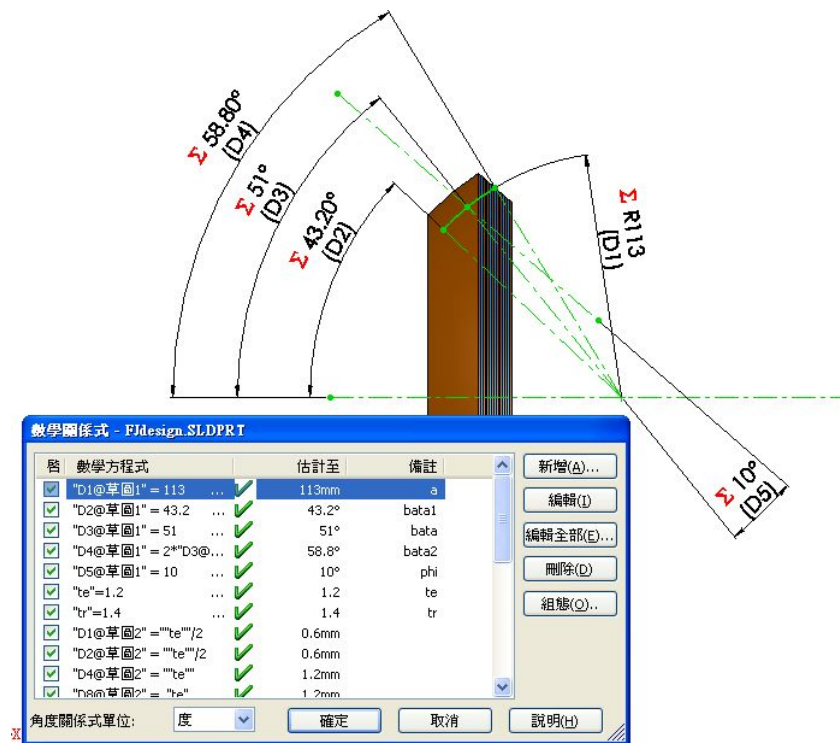 Σ 58.80°
(D4)
Σ 51°
(D3)
Σ 43.20°
(D2)
Σ R113
(D1)
Σ 10°
(D5)
數學關係式 - FJdesign.SLDPRT
啓 數學方程式 估計至 備註
"D1@草圖1" = 113 ... 113mm a
"D2@草圖1" = 43.2 ... 43.2° bata1
"D3@草圖1" = 51 ... 51° bata
"D4@草圖1" = 2*"D3@... 58.8° bata2
"D5@草圖1" = 10 ... 10° phi
"te"=1.2 ... 1.2 te
"tr"=1.4 ... 1.4 tr
"D1@草圖2" =""te""/2 0.6mm
"D2@草圖2" =""te""/2 0.6mm
"D4@草圖2" =""te"" 1.2mm
"D8@草圖2" = "te" 1.2mm
新增(A)...
編輯(I)
編輯全部(E)...
刪除(D)
組態(O)..
角度關係式單位: 度 確定 取消 說明(H)
X